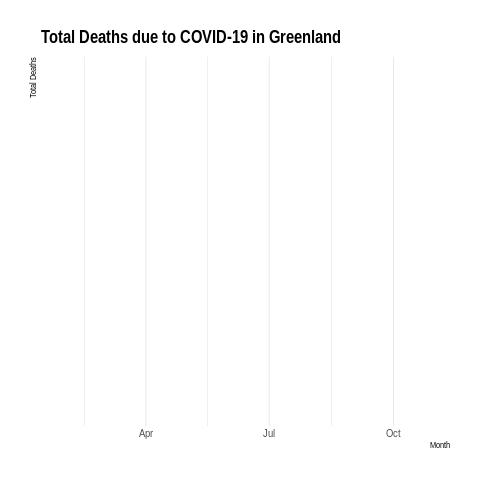 Total Deaths due to COVID-19 in Greenland
Total Deaths
Apr Jul Oct
Month